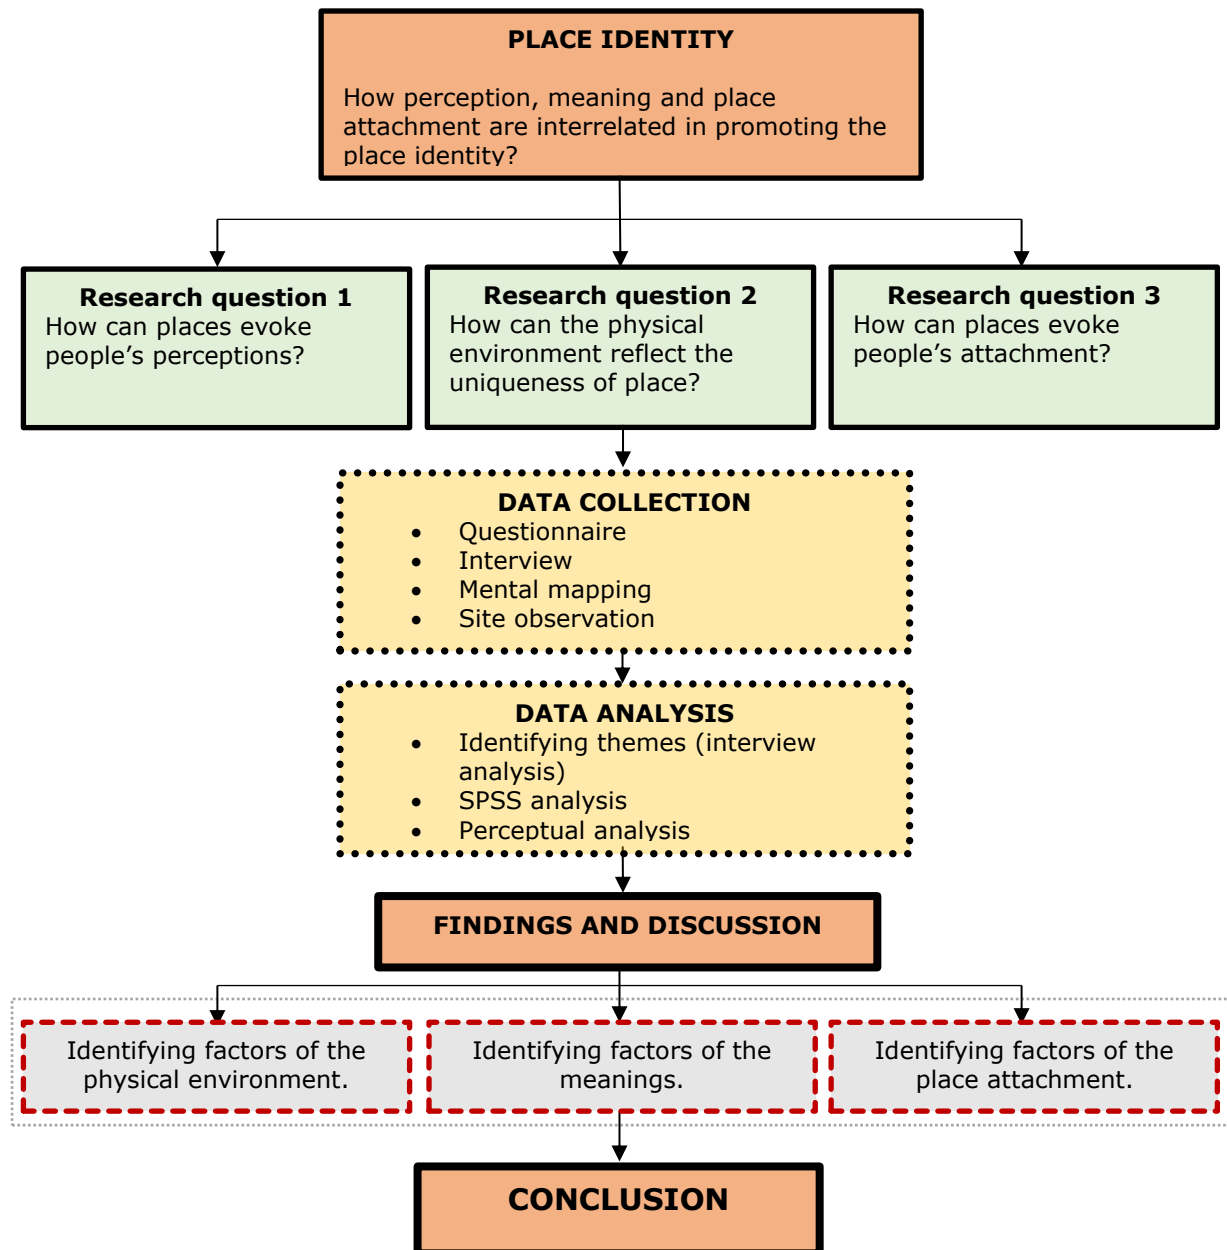 PLACE IDENTITY
How perception, meaning and place
attachment are interrelated in promoting the
place identity?
Research question 1
How can places evoke
people’s perceptions?
Research question 2
How can the physical
environment reflect the
uniqueness of place?
Research question 3
How can places evoke
people’s attachment?
DATA COLLECTION
• Questionnaire
• Interview
• Mental mapping
• Site observation
DATA ANALYSIS
• Identifying themes (interview
analysis)
• SPSS analysis
• Perceptual analysis
FINDINGS AND DISCUSSION
Identifying factors of the
physical environment.
Identifying factors of the
meanings.
Identifying factors of the
place attachment.
CONCLUSION